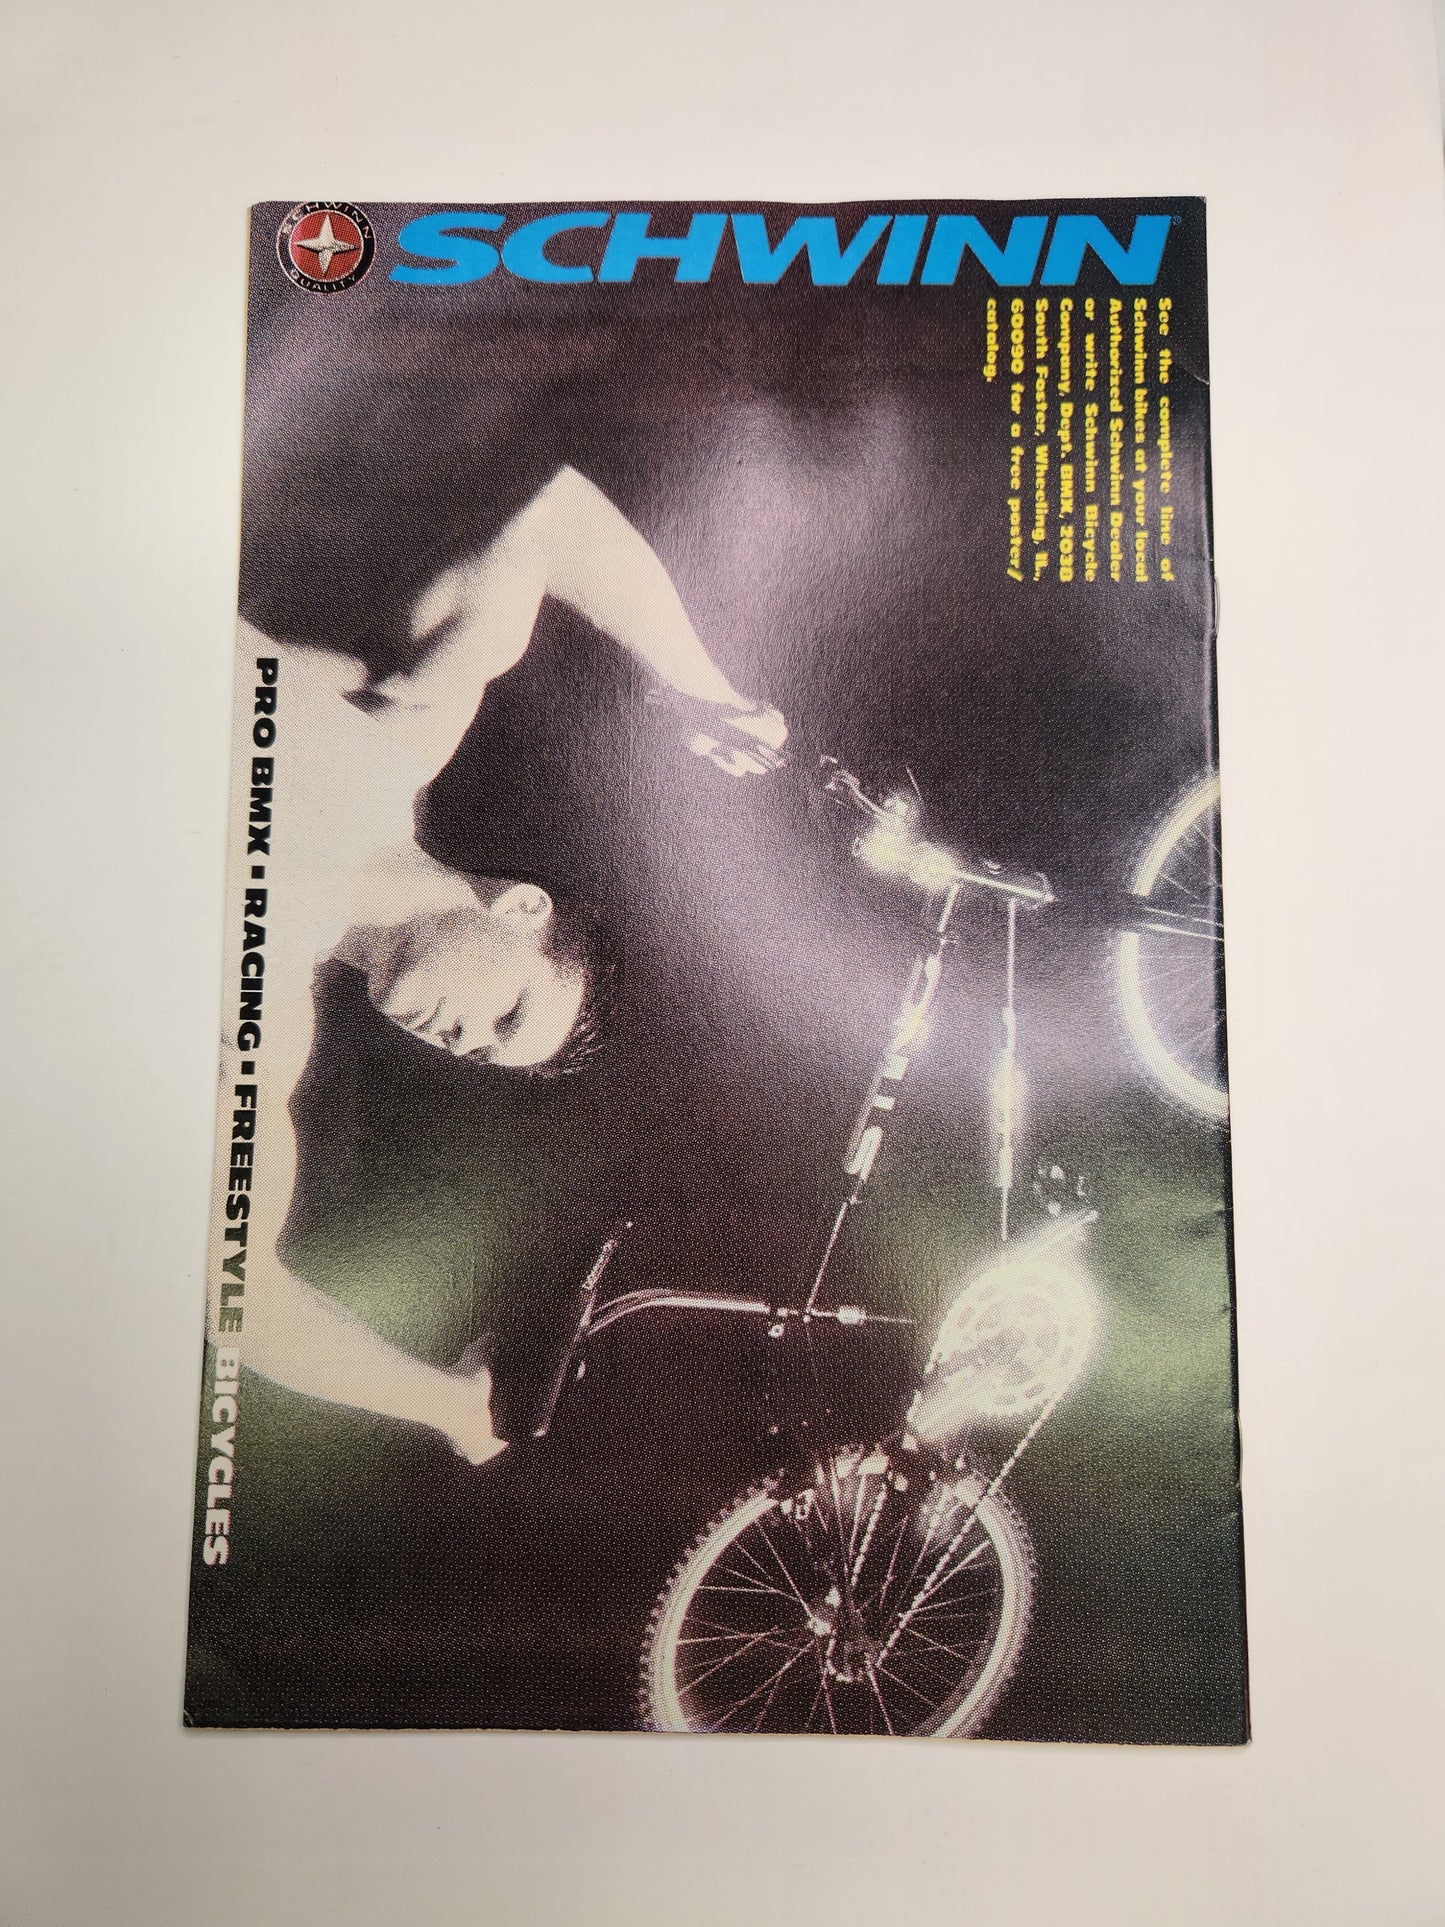 SCHWINN
QUALITY
SCHWINN®
See the complete line of
Schwinn bikes at your local
Authorized Schwinn Dealer
or write Schwinn Bicycle
Company, Dept. BMX, 2038
South Foster, Wheeling, IL,
60090 for a free poster/
catalog.
PRO BMX ▪ RACING ▪ FREESTYLE BICYCLES